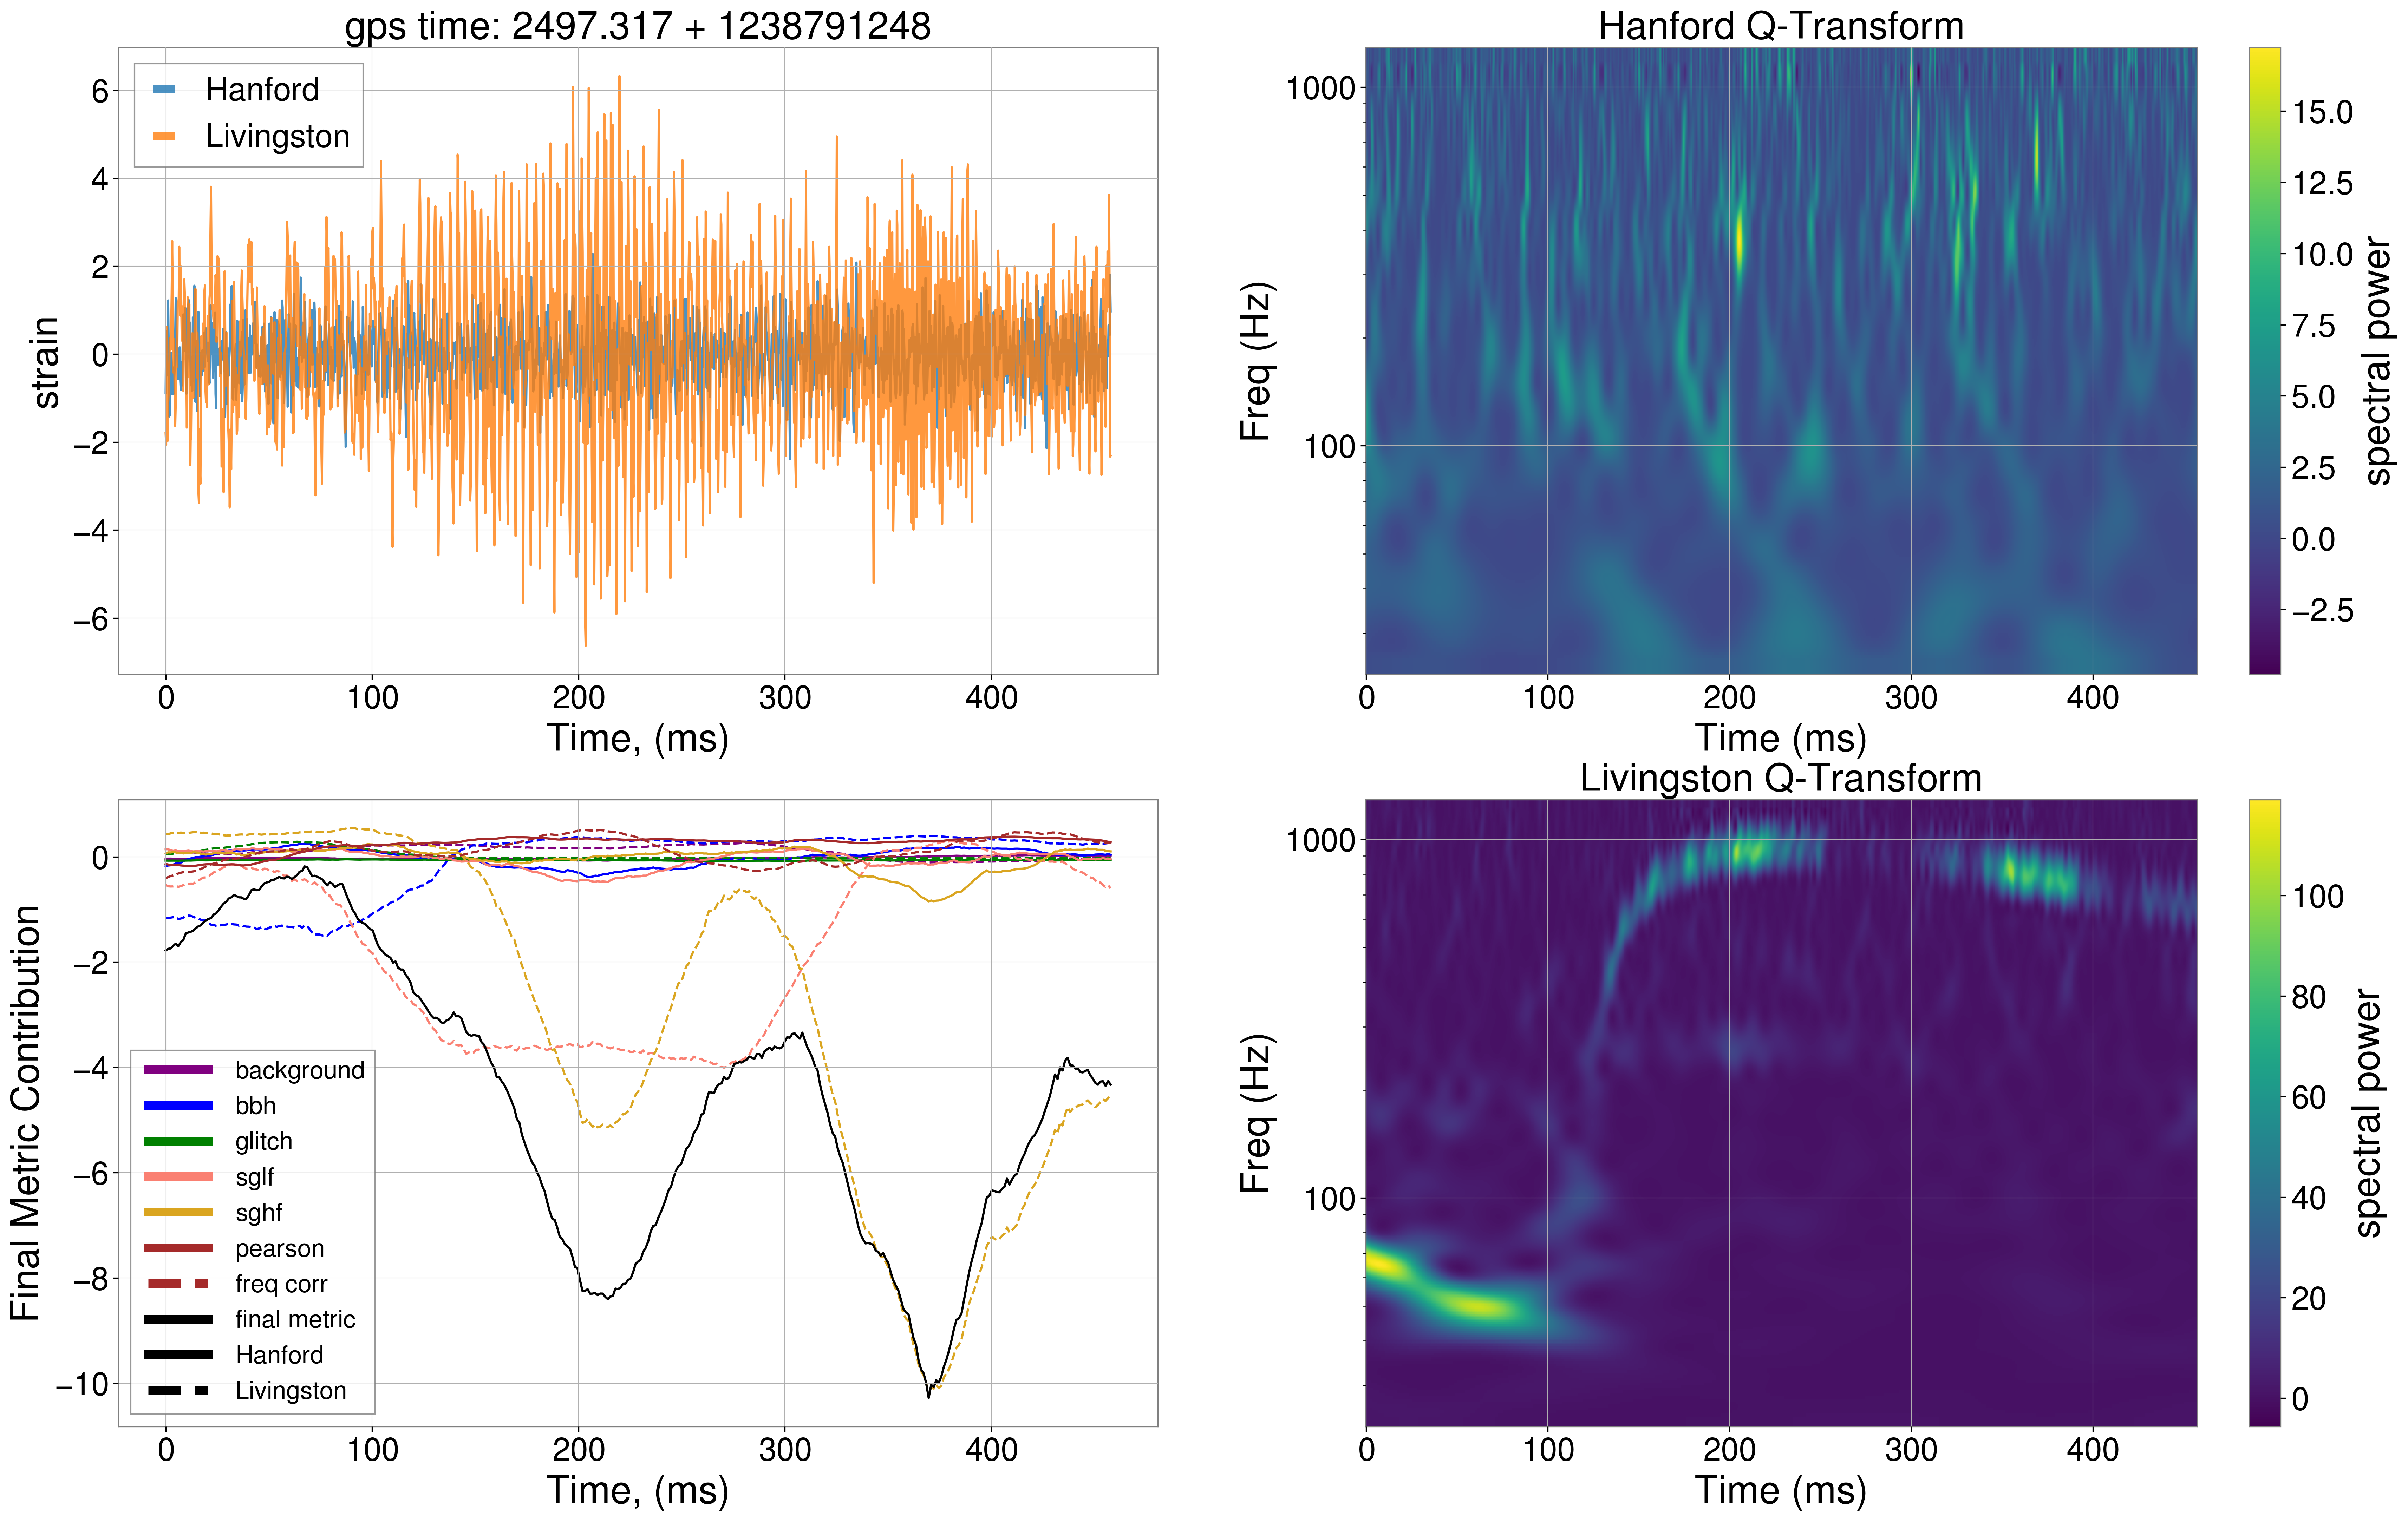 gps time: 2497.317 + 1238791248
Hanford
Livingston
6
4
2
0
−2
−4
−6
strain
0 100 200 300 400
Time, (ms)
Hanford Q-Transform
1000
100
Freq (Hz)
0 100 200 300 400
Time (ms)
15.0
12.5
10.0
7.5
5.0
2.5
0.0
−2.5
spectral power
0
−2
−4
−6
−8
−10
Final Metric Contribution
background
bbh
glitch
sglf
sghf
pearson
freq corr
final metric
Hanford
Livingston
0 100 200 300 400
Time, (ms)
Livingston Q-Transform
1000
100
Freq (Hz)
0 100 200 300 400
Time (ms)
100
80
60
40
20
0
spectral power